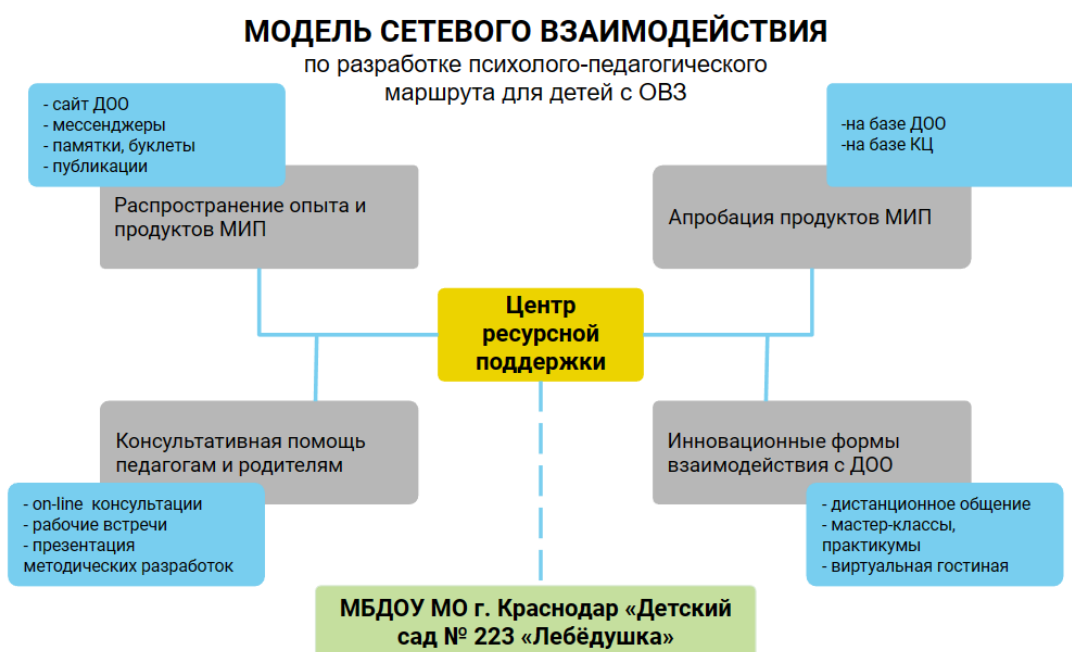 МОДЕЛЬ СЕТЕВОГО ВЗАИМОДЕЙСТВИЯ
по разработке психолого-педагогического
маршрута для детей с ОВЗ
- сайт ДОО
- мессенджеры
- памятки, буклеты
- публикации
Распространение опыта и
продуктов МИП
-на базе ДОО
-на базе КЦ
Апробация продуктов МИП
Центр
ресурсной
поддержки
Консультативная помощь
педагогам и родителям
- on-line консультации
- рабочие встречи
- презентация
методических разработок
Инновационные формы
взаимодействия с ДОО
- дистанционное общение
- мастер-классы,
практикумы
- виртуальная гостиная
МБДОУ МО г. Краснодар «Детский
сад № 223 «Лебёдушка»